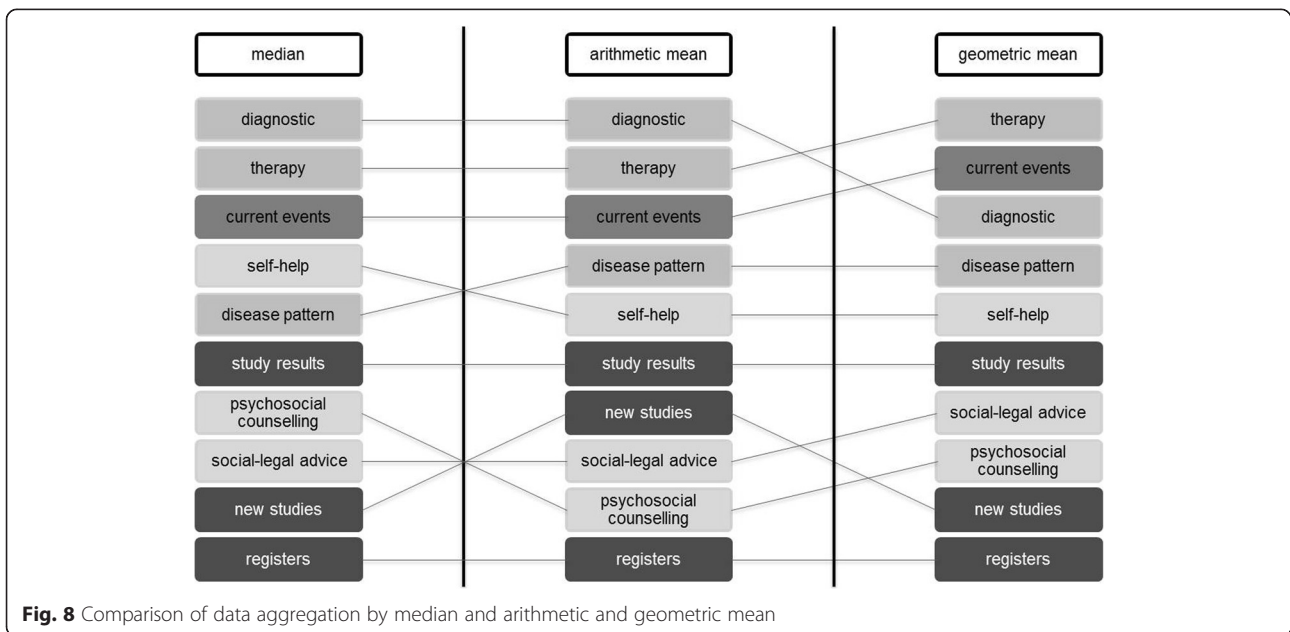 median
arithmetic mean
geometric mean
diagnostic
diagnostic
therapy
therapy
therapy
current events
current events
current events
diagnostic
self-help
disease pattern
disease pattern
disease pattern
self-help
self-help
study results
study results
study results
psychosocial
counselling
new studies
social-legal advice
social-legal advice
social-legal advice
psychosocial
counselling
new studies
psychosocial
counselling
new studies
registers
registers
registers
Fig. 8 Comparison of data aggregation by median and arithmetic and geometric mean